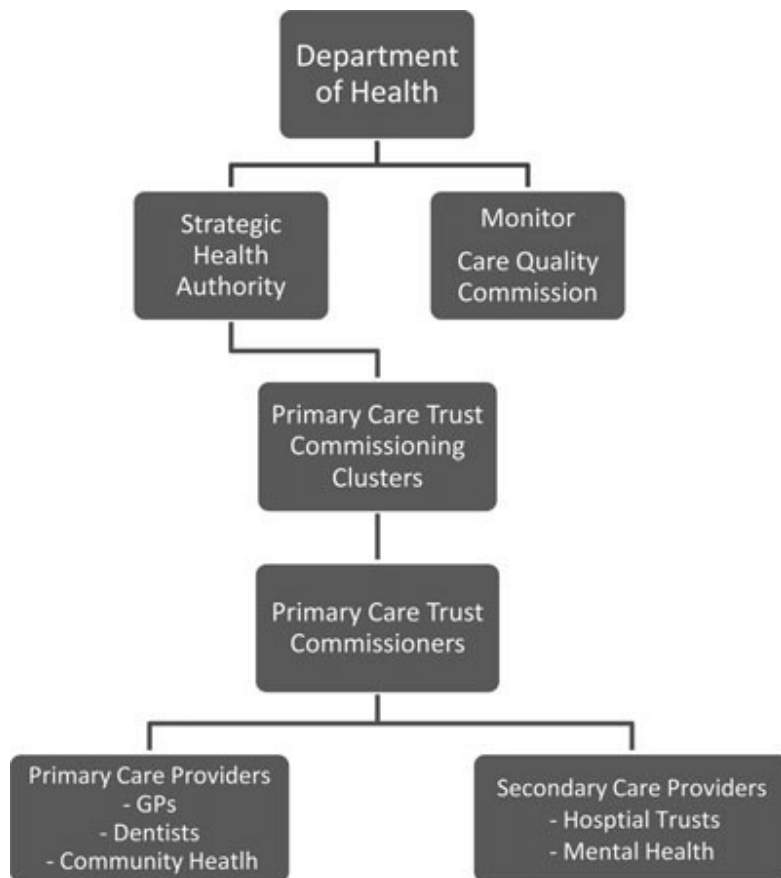 Department
of Health
Strategic
Health
Authority
Monitor
Care Quality
Commission
Primary Care Trust
Commissioning
Clusters
Primary Care Trust
Commissioners
Primary Care Providers
- GPs
- Dentists
- Community Heatlh
Secondary Care Providers
- Hosptial Trusts
- Mental Health